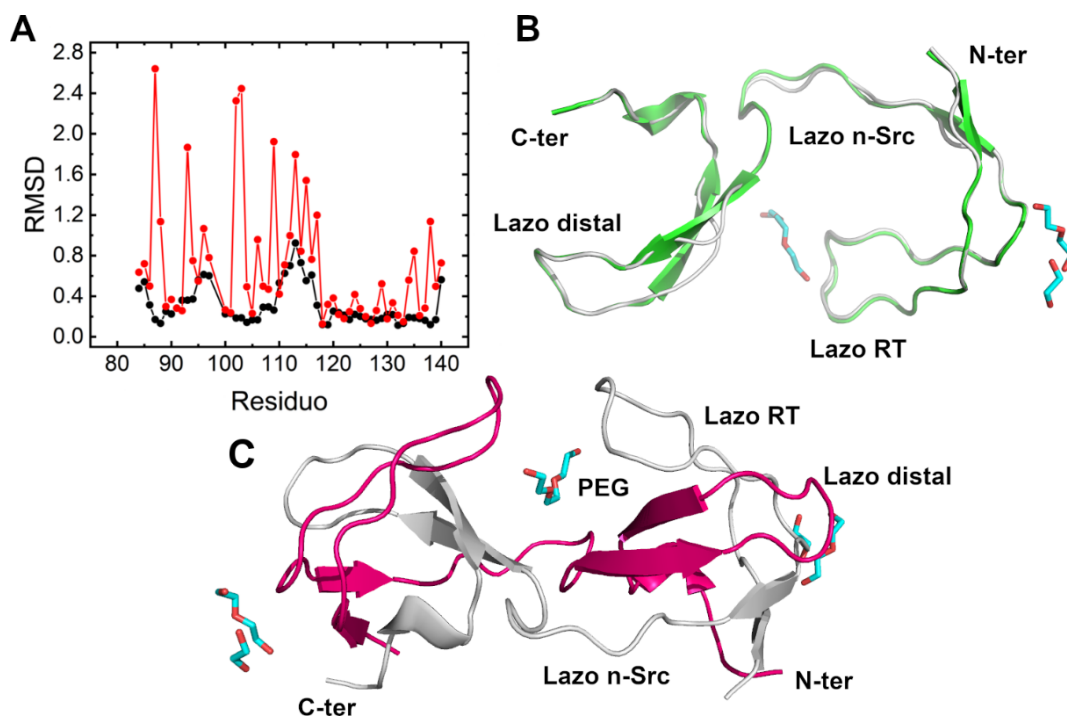 A
RMSD
2.8
2.4
2.0
1.6
1.2
0.8
0.4
0.0
80
90
100
110
120
130
140
Residuo
B
N-ter
C-ter
Lazo n-Src
Lazo distal
Lazo RT
C
Lazo RT
PEG
Lazo distal
Lazo n-Src
N-ter
C-ter